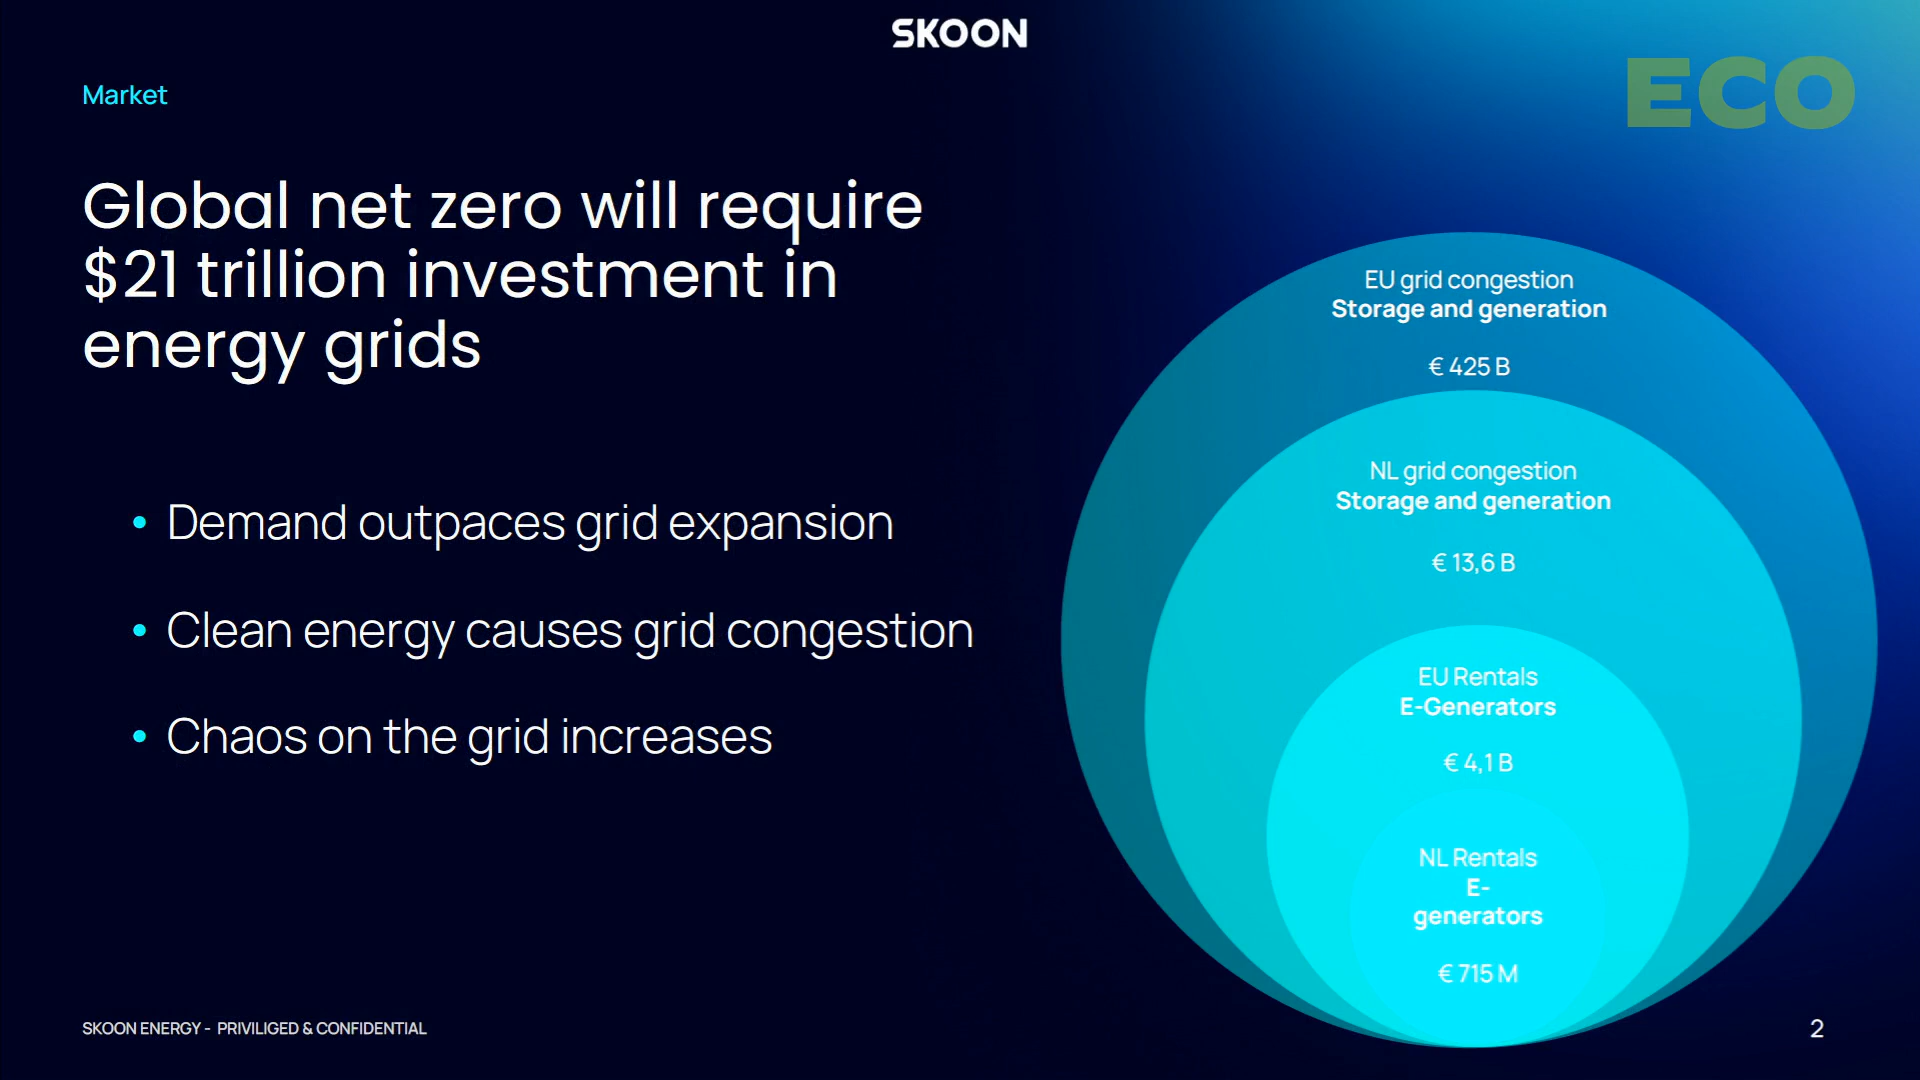 SKOON
ECO
Market
Global net zero will require
$21 trillion investment in
energy grids
• Demand outpaces grid expansion
• Clean energy causes grid congestion
• Chaos on the grid increases
EU grid congestion
Storage and generation
€ 425 B
NL grid congestion
Storage and generation
€ 13,6 B
EU Rentals
E-Generators
€ 4,1 B
NL Rentals
E-
generators
€ 715 M
SKOON ENERGY - PRIVILIGED & CONFIDENTIAL
2